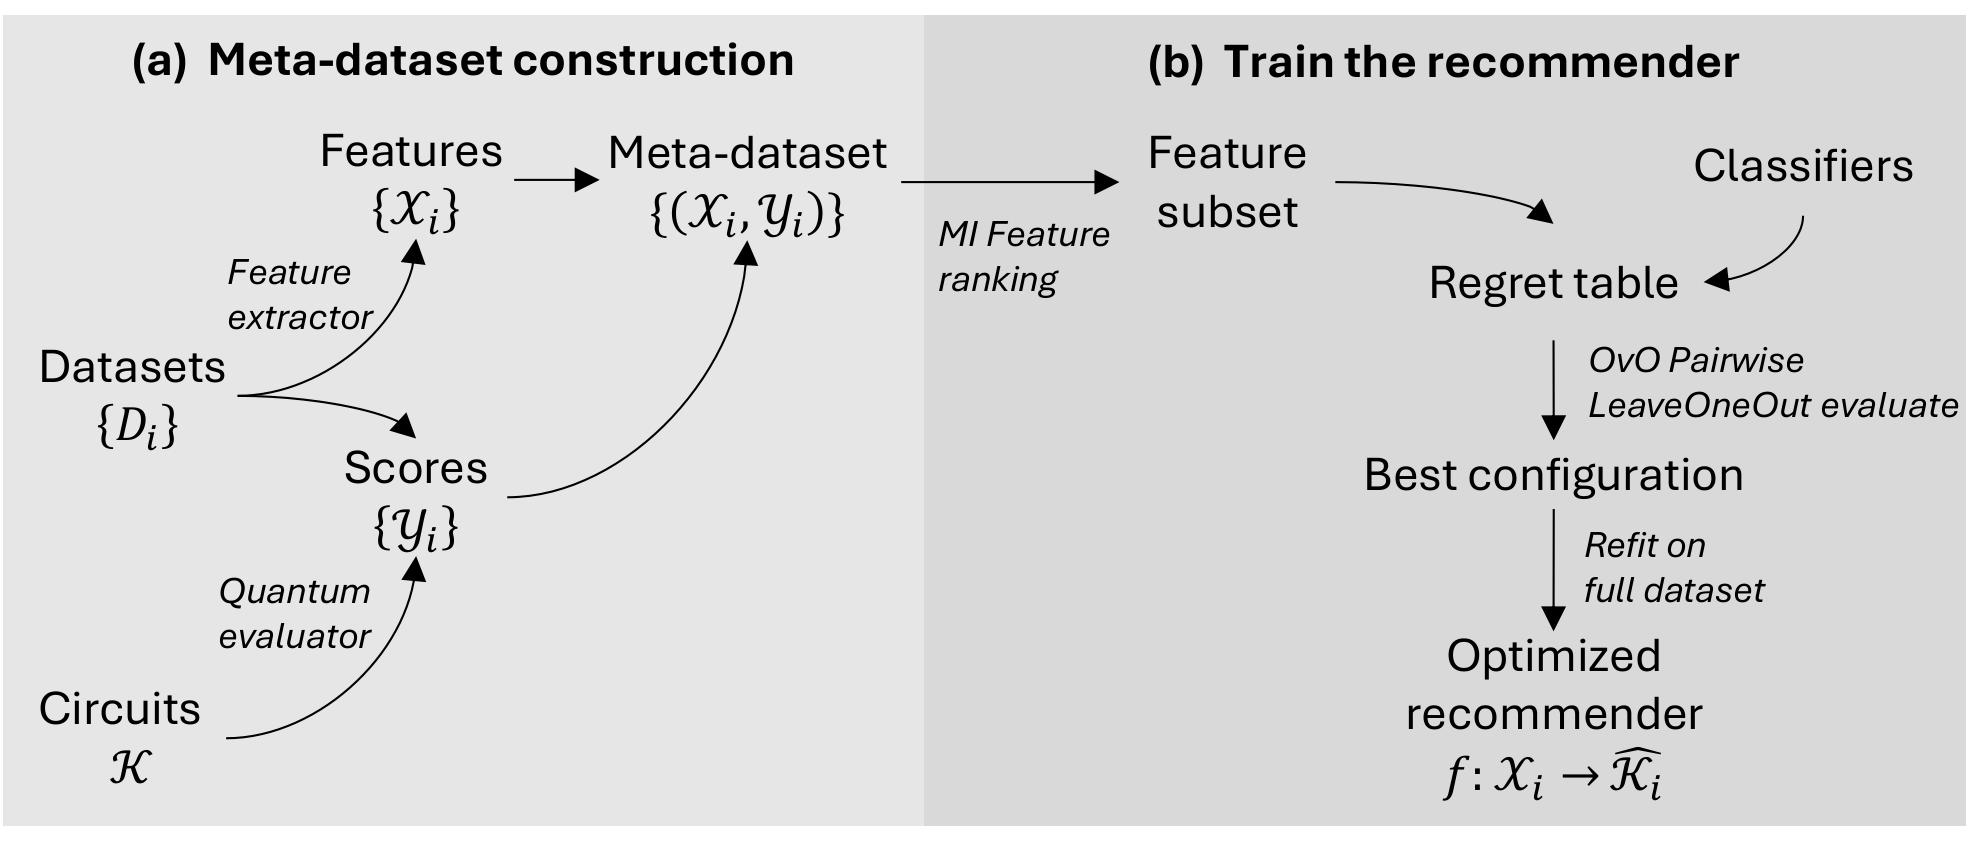 (a) Meta-dataset construction
Features
{𝒳ᵢ}
Meta-dataset
{(𝒳ᵢ, 𝒴ᵢ)}
Feature
extractor
Datasets
{Dᵢ}
Scores
{𝒴ᵢ}
Quantum
evaluator
Circuits
𝒦
(b) Train the recommender
MI Feature
ranking
Feature
subset
Classifiers
Regret table
OvO Pairwise
LeaveOneOut evaluate
Best configuration
Refit on
full dataset
Optimized
recommender
f : 𝒳ᵢ → 𝒦̂ᵢ